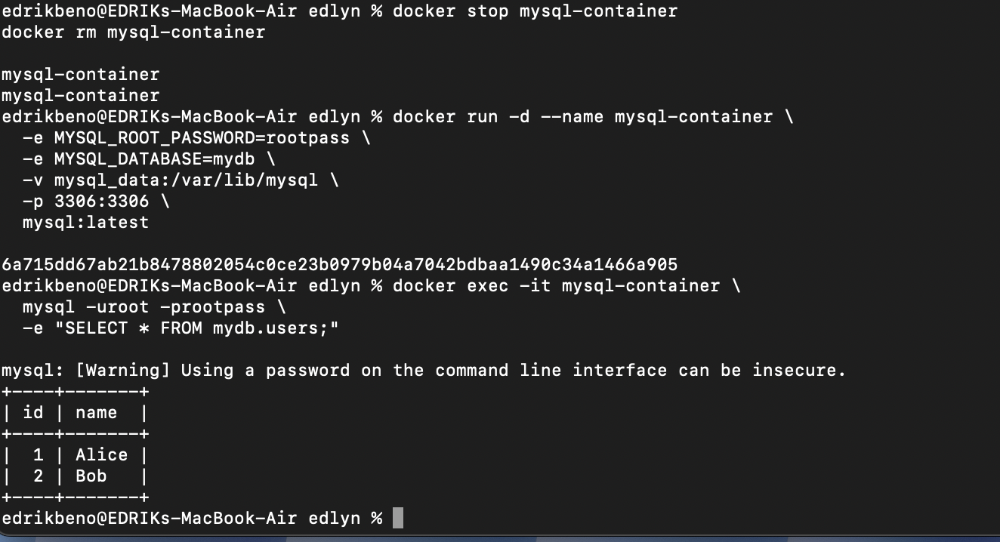 edrikbeno@EDRIKs-MacBook-Air edlyn % docker stop mysql-container
docker rm mysql-container
mysql-container
mysql-container
edrikbeno@EDRIKs-MacBook-Air edlyn % docker run -d --name mysql-container \
  -e MYSQL_ROOT_PASSWORD=rootpass \
  -e MYSQL_DATABASE=mydb \
  -v mysql_data:/var/lib/mysql \
  -p 3306:3306 \
  mysql:latest
6a715dd67ab21b8478802054c0ce23b0979b04a7042bdbaa1490c34a1466a905
edrikbeno@EDRIKs-MacBook-Air edlyn % docker exec -it mysql-container \
  mysql -uroot -prootpass \
  -e "SELECT * FROM mydb.users;"
mysql: [Warning] Using a password on the command line interface can be insecure.
+----+-------+
| id | name  |
+----+-------+
|  1 | Alice |
|  2 | Bob   |
+----+-------+
edrikbeno@EDRIKs-MacBook-Air edlyn %